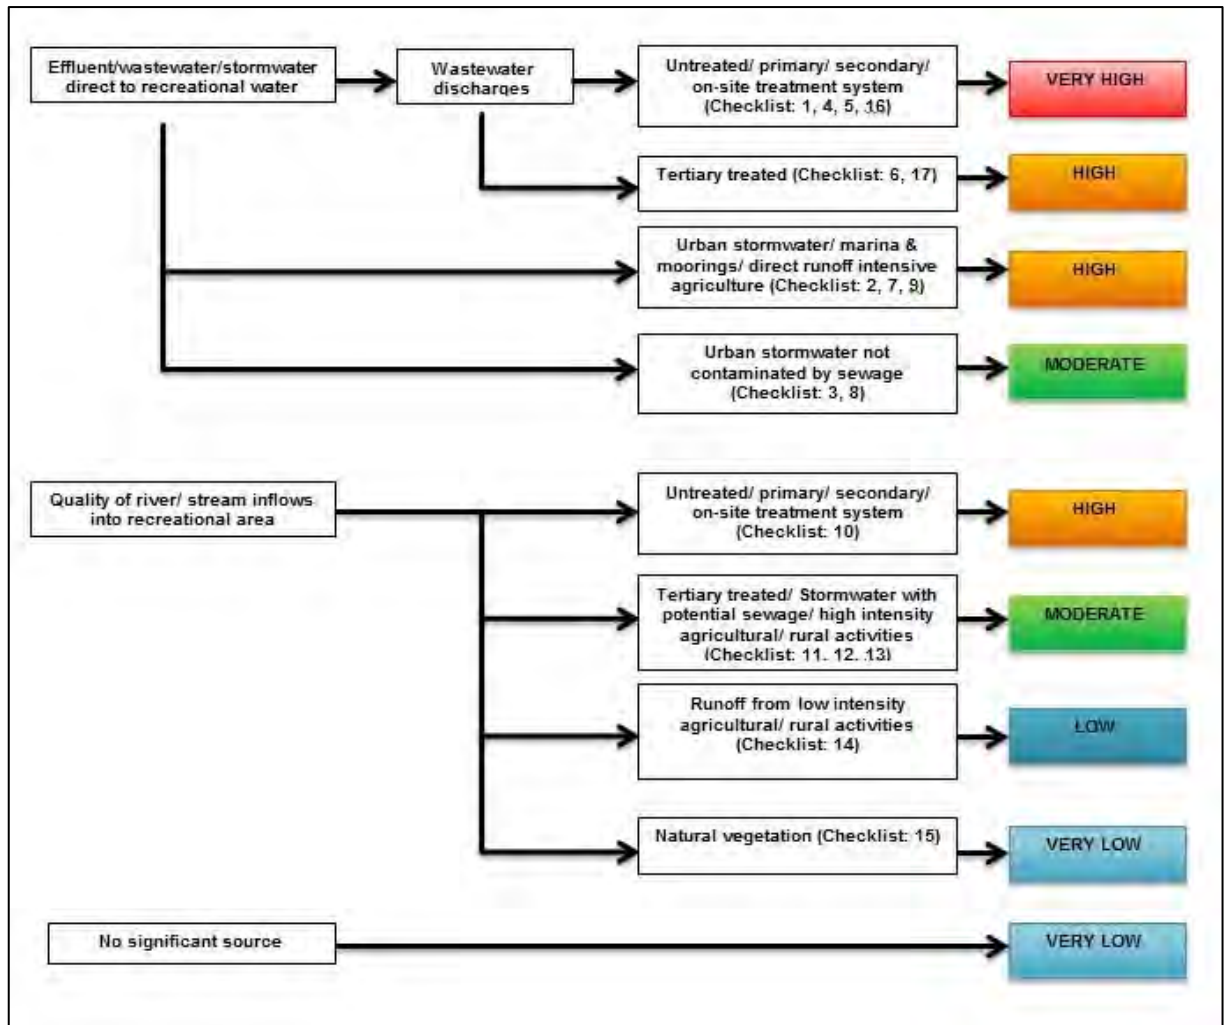 Effluent/wastewater/stormwater
direct to recreational water
Wastewater
discharges
Untreated/ primary/ secondary/
on-site treatment system
(Checklist: 1, 4, 5, 16)
VERY HIGH
Tertiary treated (Checklist: 6, 17)
HIGH
Urban stormwater/ marina &
moorings/ direct runoff intensive
agriculture (Checklist: 2, 7, 9)
HIGH
Urban stormwater not
contaminated by sewage
(Checklist: 3, 8)
MODERATE
Quality of river/ stream inflows
into recreational area
Untreated/ primary/ secondary/
on-site treatment system
(Checklist: 10)
HIGH
Tertiary treated/ Stormwater with
potential sewage/ high intensity
agricultural/ rural activities
(Checklist: 11, 12, 13)
MODERATE
Runoff from low intensity
agricultural/ rural activities
(Checklist: 14)
LOW
Natural vegetation (Checklist: 15)
VERY LOW
No significant source
VERY LOW